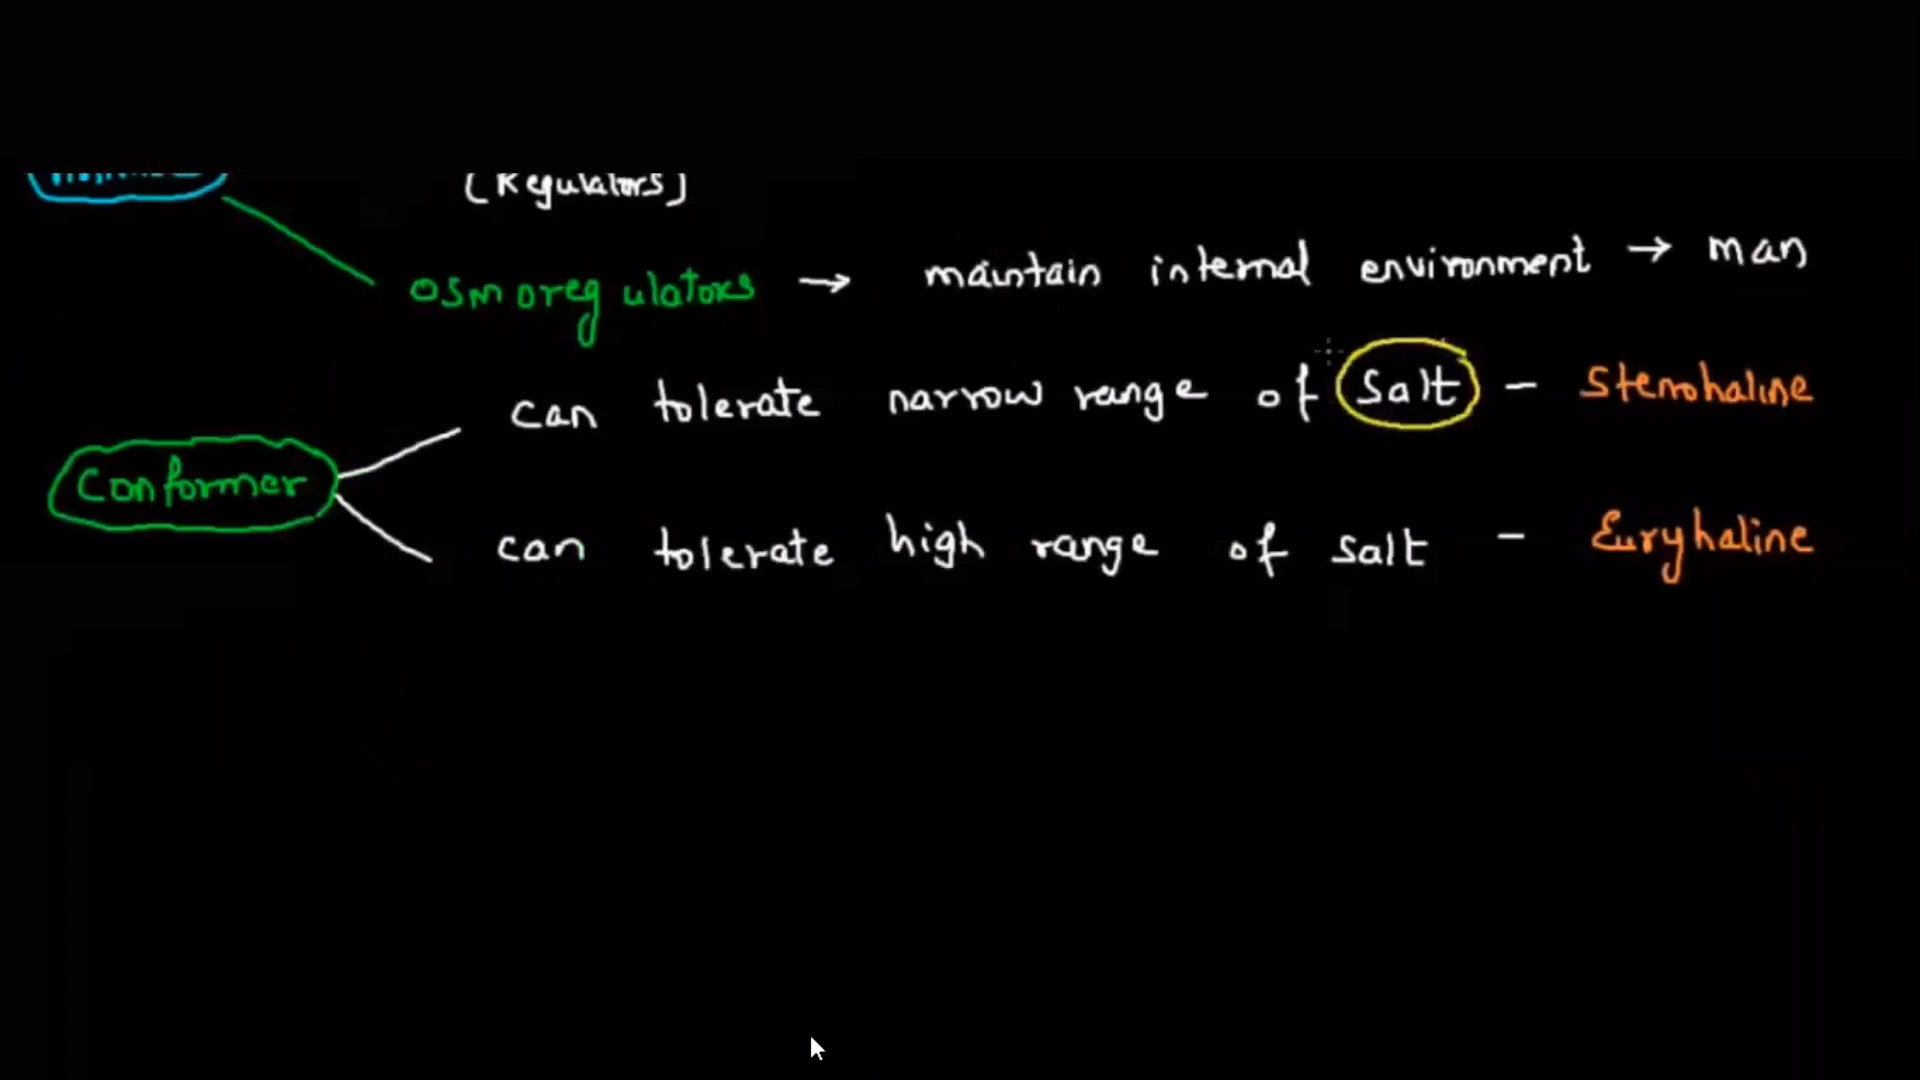 (Regulators)
osmoregulators → maintain internal environment → man
can tolerate narrow range of salt - Stenohaline
Conformer
can tolerate high range of salt - Euryhaline